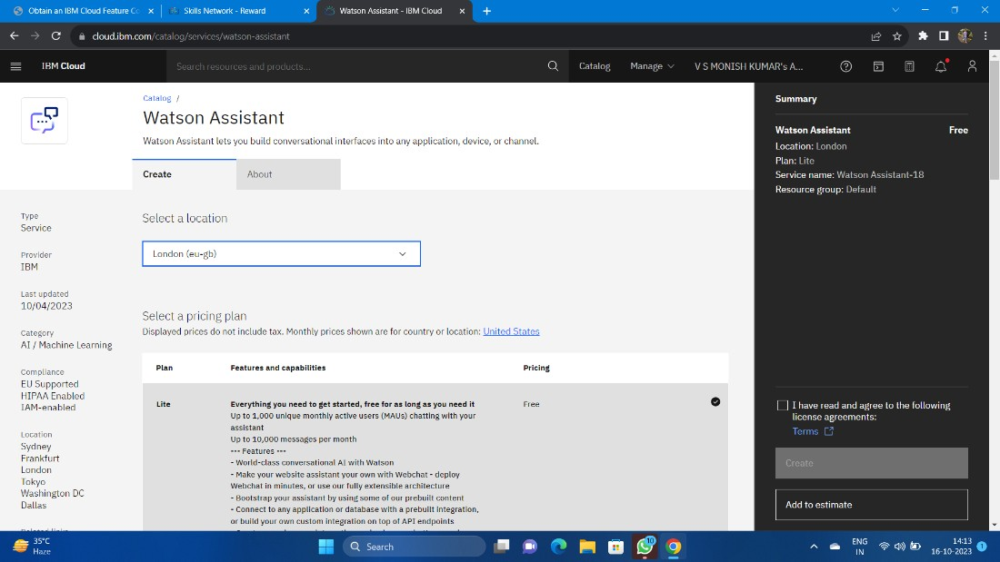 Obtain an IBM Cloud Feature Co
Skills Network - Reward
Watson Assistant - IBM Cloud
cloud.ibm.com/catalog/services/watson-assistant
IBM Cloud
Search resources and products...
Catalog
Manage
V S MONISH KUMAR's A...
Catalog /
Watson Assistant
Watson Assistant lets you build conversational interfaces into any application, device, or channel.
Create
About
Type
Service
Provider
IBM
Last updated
10/04/2023
Category
AI / Machine Learning
Compliance
EU Supported
HIPAA Enabled
IAM-enabled
Location
Sydney
Frankfurt
London
Tokyo
Washington DC
Dallas
Related links
Select a location
London (eu-gb)
Select a pricing plan
Displayed prices do not include tax. Monthly prices shown are for country or location: United States
Plan
Features and capabilities
Pricing
Lite
Everything you need to get started, free for as long as you need it
Free
Up to 1,000 unique monthly active users (MAUs) chatting with your
assistant
Up to 10,000 messages per month
--- Features ---
- World-class conversational AI with Watson
- Make your website assistant your own with Webchat - deploy
Webchat in minutes, or use our fully extensible architecture
- Bootstrap your assistant by using some of our prebuilt content
- Connect to any application or database with a prebuilt integration,
or build your own custom integration on top of API endpoints
Summary
Watson Assistant Free
Location: London
Plan: Lite
Service name: Watson Assistant-18
Resource group: Default
I have read and agree to the following
license agreements:
Terms
Create
Add to estimate
35°C
Haze
Search
10
ENG
IN
14:13
16-10-2023
1